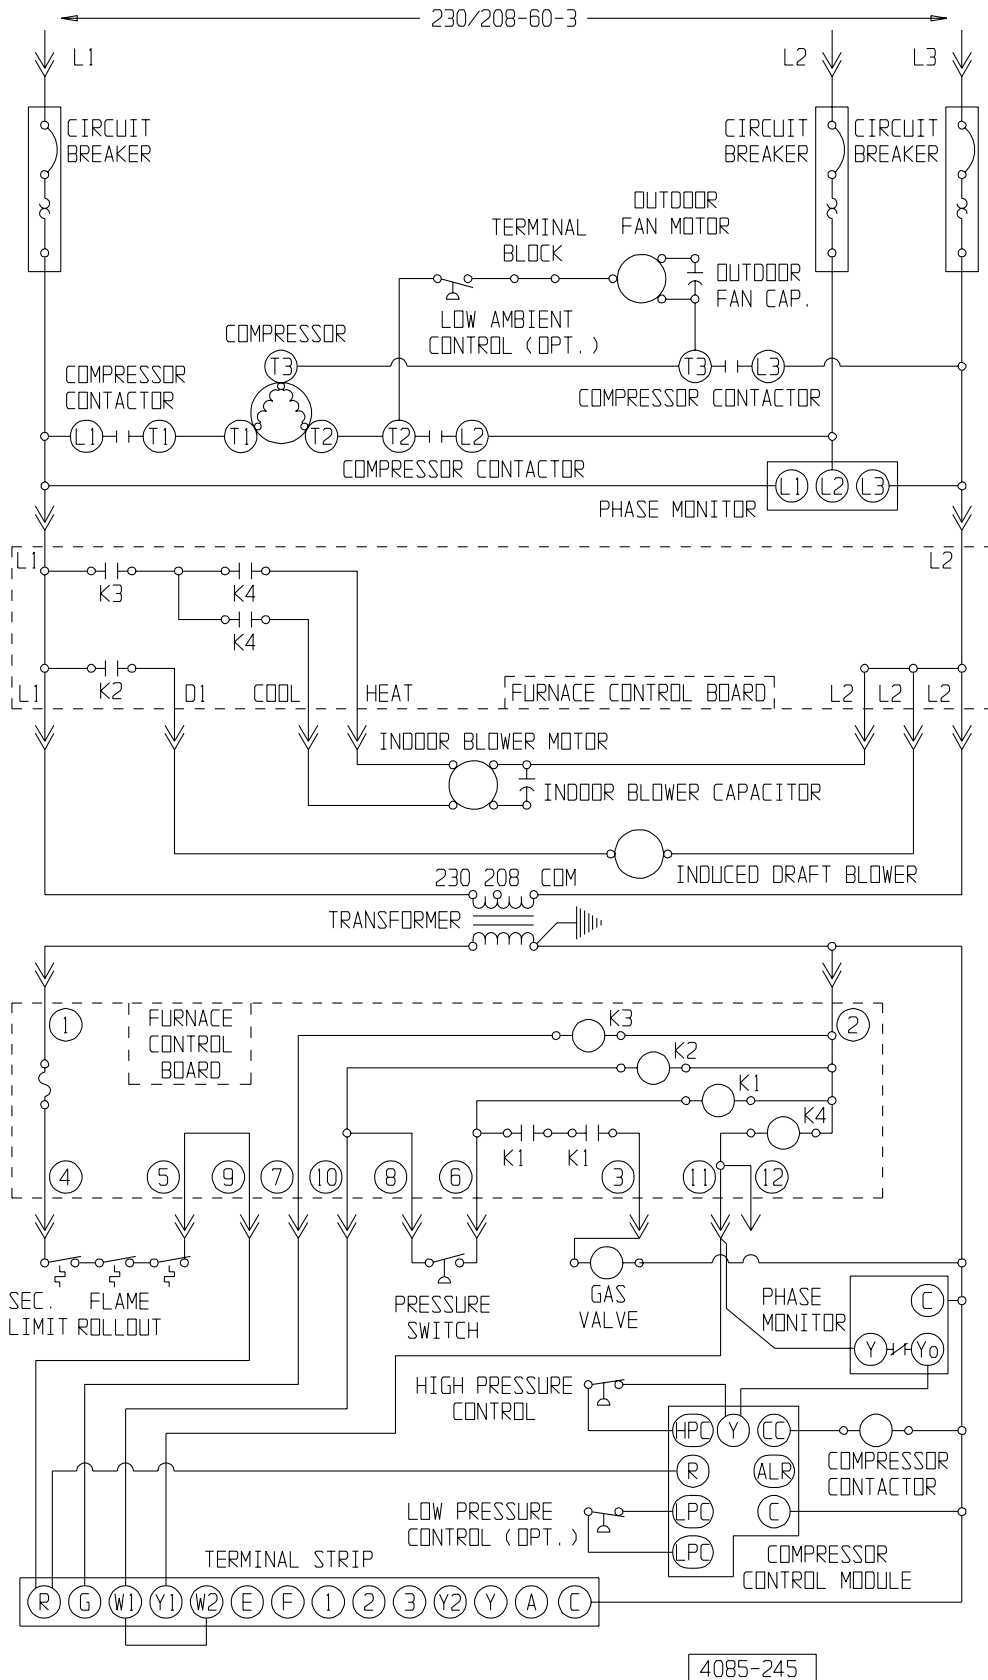 230/208-60-3
L1
L2
L3
CIRCUIT
BREAKER
CIRCUIT
BREAKER
CIRCUIT
BREAKER
OUTDOOR
FAN MOTOR
TERMINAL
BLOCK
OUTDOOR
FAN CAP.
LOW AMBIENT
CONTROL (OPT.)
COMPRESSOR
T3
T3
L3
COMPRESSOR
CONTACTOR
COMPRESSOR CONTACTOR
L1
T1
T1
T2
T2
L2
COMPRESSOR CONTACTOR
L1
L2
L3
PHASE MONITOR
L1
L2
K3
K4
K4
K2
L1
D1
COOL
HEAT
FURNACE CONTROL BOARD
L2
L2
L2
INDOOR BLOWER MOTOR
INDOOR BLOWER CAPACITOR
INDUCED DRAFT BLOWER
230
208
COM
TRANSFORMER
1
FURNACE
CONTROL
BOARD
K3
2
K2
K1
K4
K1
K1
4
5
9
7
10
8
6
3
11
12
SEC.
LIMIT
FLAME
ROLLOUT
PRESSURE
SWITCH
GAS
VALVE
PHASE
MONITOR
C
Y
Yo
HIGH PRESSURE
CONTROL
HPC
Y
CC
COMPRESSOR
CONTACTOR
R
ALR
LOW PRESSURE
CONTROL (OPT.)
LPC
C
LPC
COMPRESSOR
CONTROL MODULE
TERMINAL STRIP
R
G
W1
Y1
W2
E
F
1
2
3
Y2
Y
A
C
4085-245